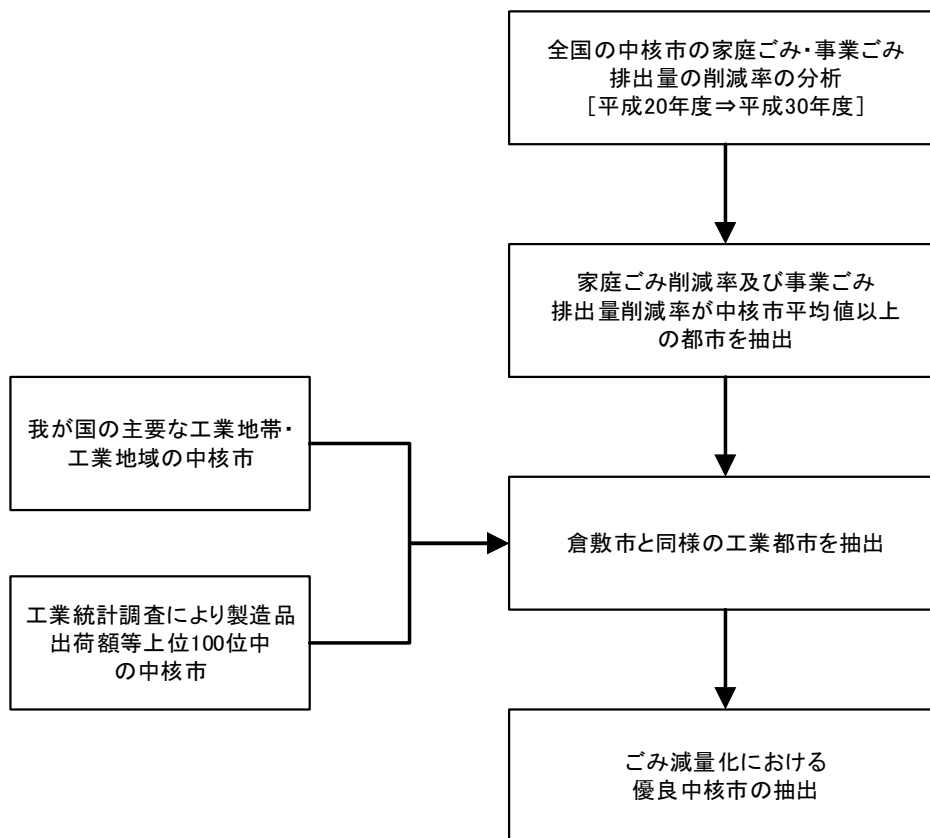 全国の中核市の家庭ごみ・事業ごみ
排出量の削減率の分析
[平成20年度⇒平成30年度]
家庭ごみ削減率及び事業ごみ
排出量削減率が中核市平均値以上
の都市を抽出
我が国の主要な工業地帯・
工業地域の中核市
倉敷市と同様の工業都市を抽出
工業統計調査により製造品
出荷額等上位100位中
の中核市
ごみ減量化における
優良中核市の抽出